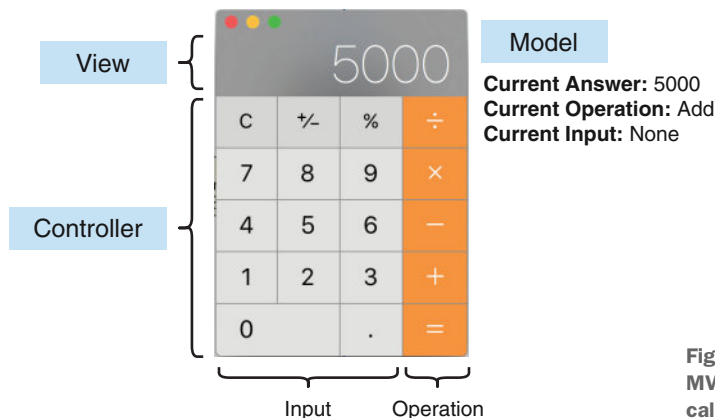 View
5000
Model
Current Answer: 5000
Current Operation: Add
Current Input: None
C +/− % ÷
7 8 9 ×
Controller
4 5 6 −
1 2 3 +
0 . =
Fig
MV
cal
Input Operation